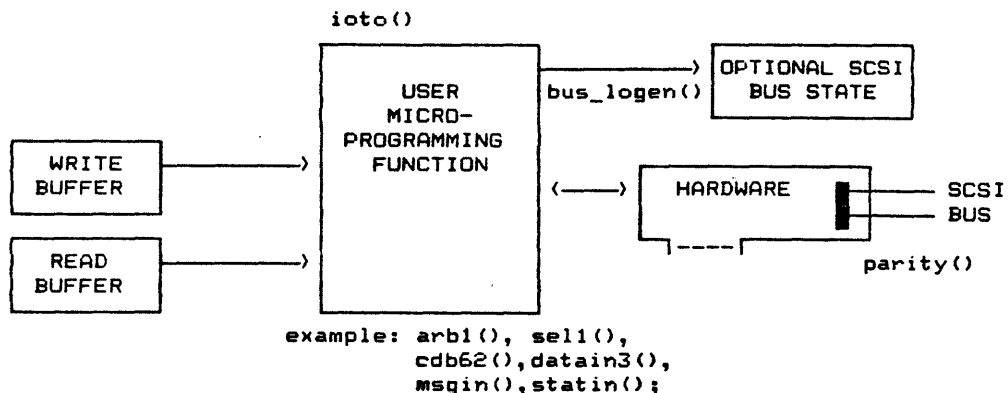 ioto()
USER
MICRO-
PROGRAMMING
FUNCTION
bus_logen()
OPTIONAL SCSI
BUS STATE
WRITE
BUFFER
READ
BUFFER
HARDWARE
SCSI
BUS
parity()
example: arb1(), sel1(),
cdb62(),datain3(),
msgin(),statin();